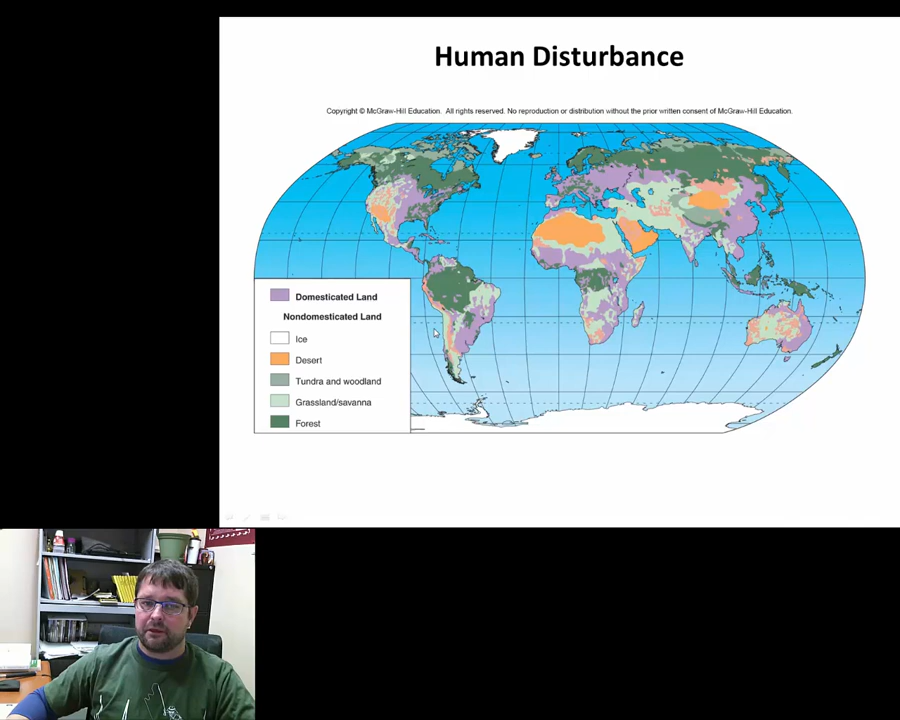 Human Disturbance
Copyright © McGraw-Hill Education. All rights reserved. No reproduction or distribution without the prior written consent of McGraw-Hill Education.
Domesticated Land
Nondomesticated Land
Ice
Desert
Tundra and woodland
Grassland/savanna
Forest